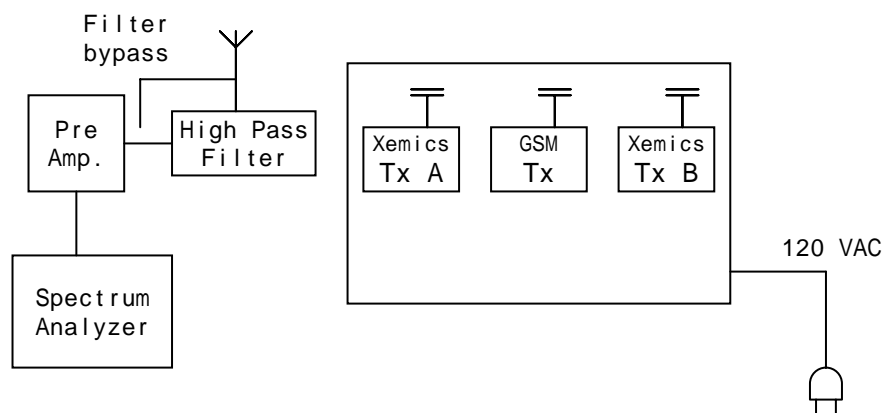 Filter
bypass
Pre
Amp.
High Pass
Filter
Spectrum
Analyzer
Xemics
Tx A
GSM
Tx
Xemics
Tx B
120 VAC